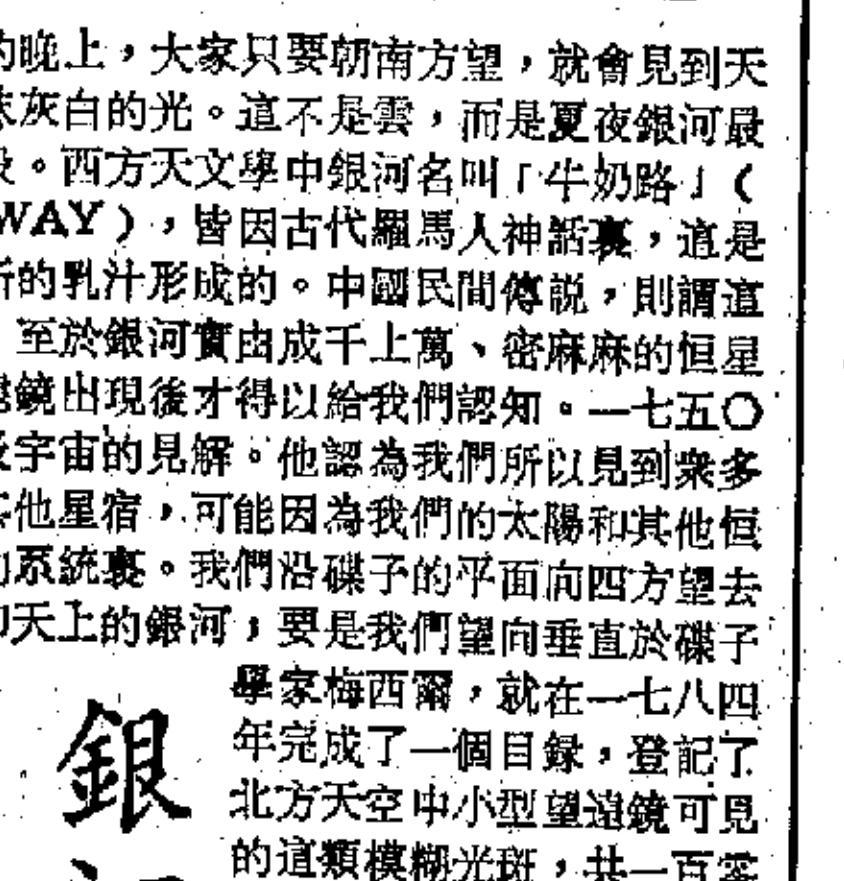 的晚上，大家只要朝南方望，就會見到天
灰白的光。這不是雲，而是夏夜銀河最
段。西方天文學中銀河名叫「牛奶路」（
WAY），皆因古代羅馬人神話裏，這是
所的乳汁形成的。中國民間傳説，則謂這
至於銀河實由成千上萬、密麻麻的恒星
遠鏡出現後才得以給我們認知。一七五〇
及宇宙的見解。他認為我們所以見到衆多
其他星宿，可能因為我們的太陽和其他恒
的系統裏。我們沿碟子的平面向四方望去
即天上的銀河；要是我們望向垂直於碟子
學家梅西爾，就在一七八四
年完成了一個目録，登記了
北方天空中小型望遠鏡可見
的這類模糊光斑，共一百零
銀